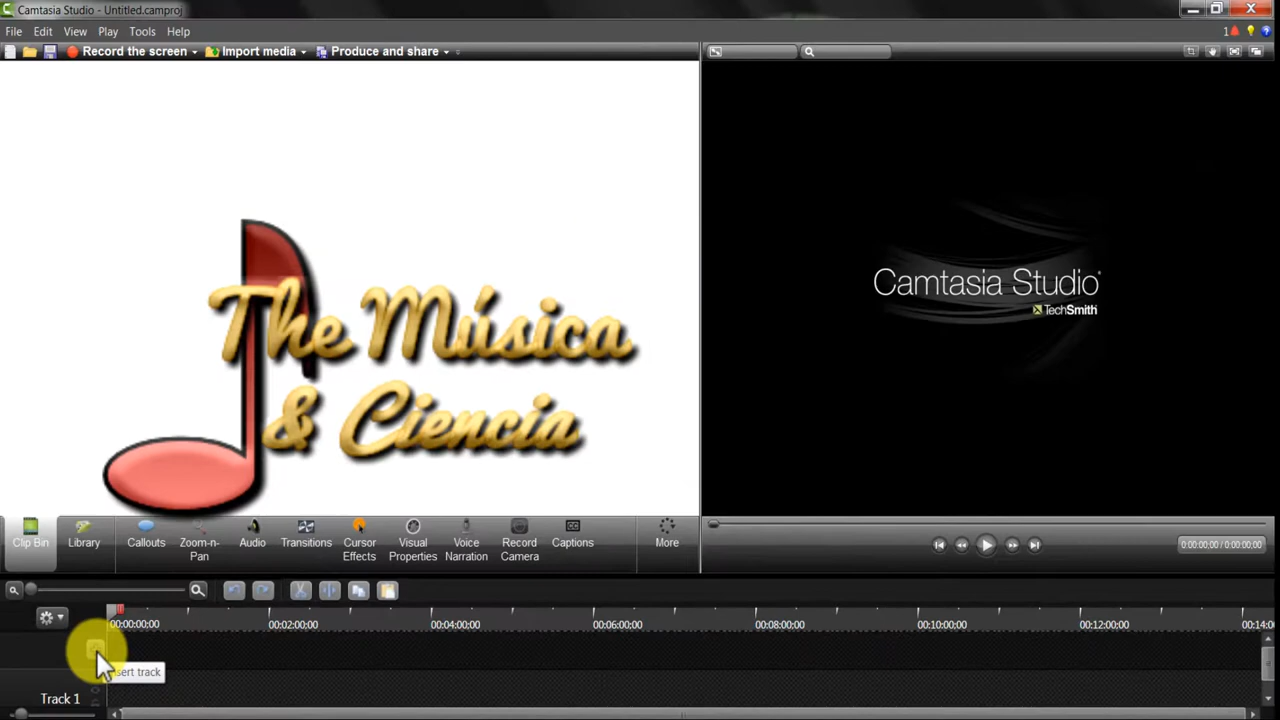 Camtasia Studio - Untitled.camproj
File Edit View Play Tools Help
1
Record the screen Import media Produce and share
The Música
& Ciencia
Camtasia Studio
TechSmith
Clip Bin Library Callouts Zoom-n-Pan Audio Transitions Cursor Effects Visual Properties Voice Narration Record Camera Captions More
0:00:00;00 / 0:00:00;00
00:00:00;00 00:02:00;00 00:04:00;00 00:06:00;00 00:08:00;00 00:10:00;00 00:12:00;00
track
Track 1